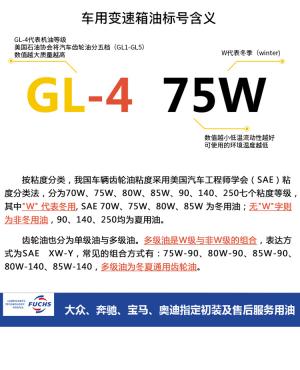 车用变速箱油标号含义
GL-4代表机油等级
美国石油协会将汽车齿轮油分五档（GL1-GL5）
数值越大质量越高
W代表冬季（winter)
GL-4 75W
数值越小低温流动性越好
可使用的环境温度越低
按粘度分类，我国车辆齿轮油粘度采用美国汽车工程师学会（SAE）粘
度分类法，分为70W、75W、80W、85W、90、140、250七个粘度等级，
其中"W" 代表冬用, SAE 70W、75W、80W、85W 为冬用油；无"W"字则
为非冬用油，90、140、250均为夏用油。
齿轮油也分为单级油与多级油。多级油是W级与非W级的组合，表达方
式为SAE XW-Y，常见的组合方式有：75W-90、80W-90、85W-90、
80W-140、85W-140，多级油为冬夏通用齿轮油。
LUBRICANTS.
TECHNOLOGY.
PEOPLE.
FUCHS
大众、奔驰、宝马、奥迪指定初装及售后服务用油